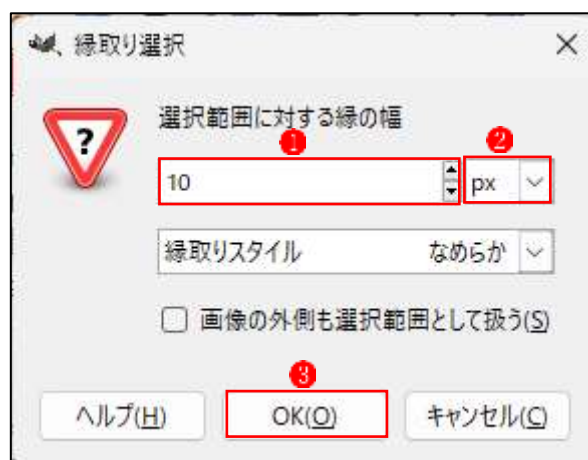 縁取り選択
選択範囲に対する縁の幅
1
2
10
px
縁取りスタイル なめらか
画像の外側も選択範囲として扱う(S)
3
ヘルプ(H) OK(O) キャンセル(C)
?